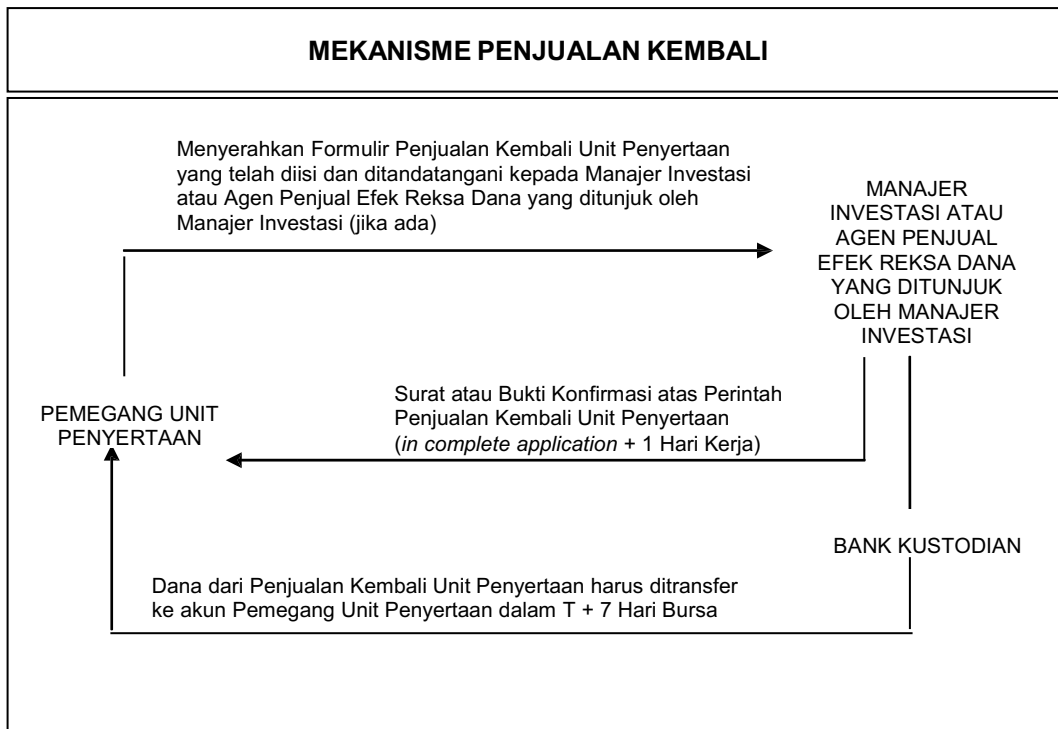 MEKANISME PENJUALAN KEMBALI
Menyerahkan Formulir Penjualan Kembali Unit Penyertaan
yang telah diisi dan ditandatangani kepada Manajer Investasi
atau Agen Penjual Efek Reksa Dana yang ditunjuk oleh
Manajer Investasi (jika ada)
MANAJER
INVESTASI ATAU
AGEN PENJUAL
EFEK REKSA DANA
YANG DITUNJUK
OLEH MANAJER
INVESTASI
Surat atau Bukti Konfirmasi atas Perintah
Penjualan Kembali Unit Penyertaan
(in complete application + 1 Hari Kerja)
PEMEGANG UNIT
PENYERTAAN
BANK KUSTODIAN
Dana dari Penjualan Kembali Unit Penyertaan harus ditransfer
ke akun Pemegang Unit Penyertaan dalam T + 7 Hari Bursa